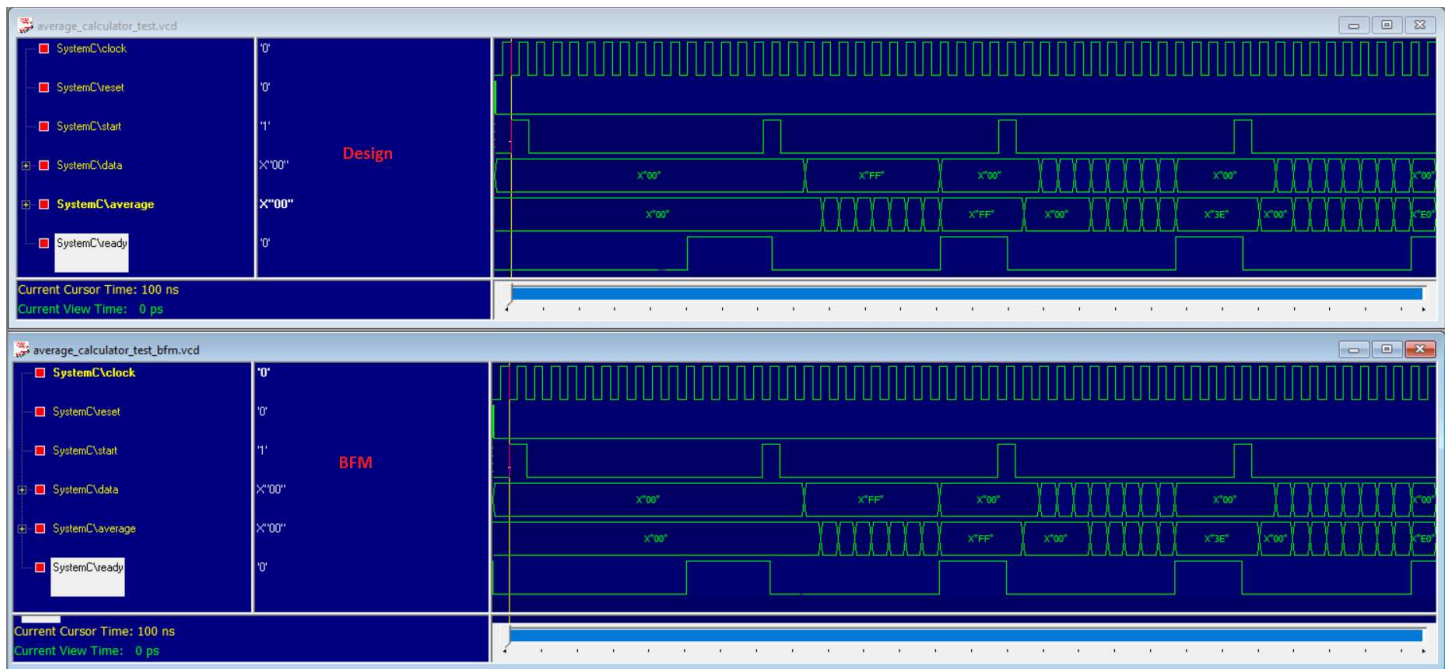 average_calculator_test.vcd
SystemC\clock '0'
SystemC\reset '0'
SystemC\start '1'
SystemC\data X"00" X"00" X"FF" X"00" X"00" X"00"
Design
SystemC\average X"00" X"00" X"FF" X"00" X"3E" X"00" X"E0"
SystemC\ready '0'
Current Cursor Time: 100 ns
Current View Time: 0 ps
average_calculator_test_bfm.vcd
SystemC\clock '0'
SystemC\reset '0'
SystemC\start '1'
BFM
SystemC\data X"00" X"00" X"FF" X"00" X"00" X"00"
SystemC\average X"00" X"00" X"FF" X"00" X"3E" X"00" X"E0"
SystemC\ready '0'
Current Cursor Time: 100 ns
Current View Time: 0 ps